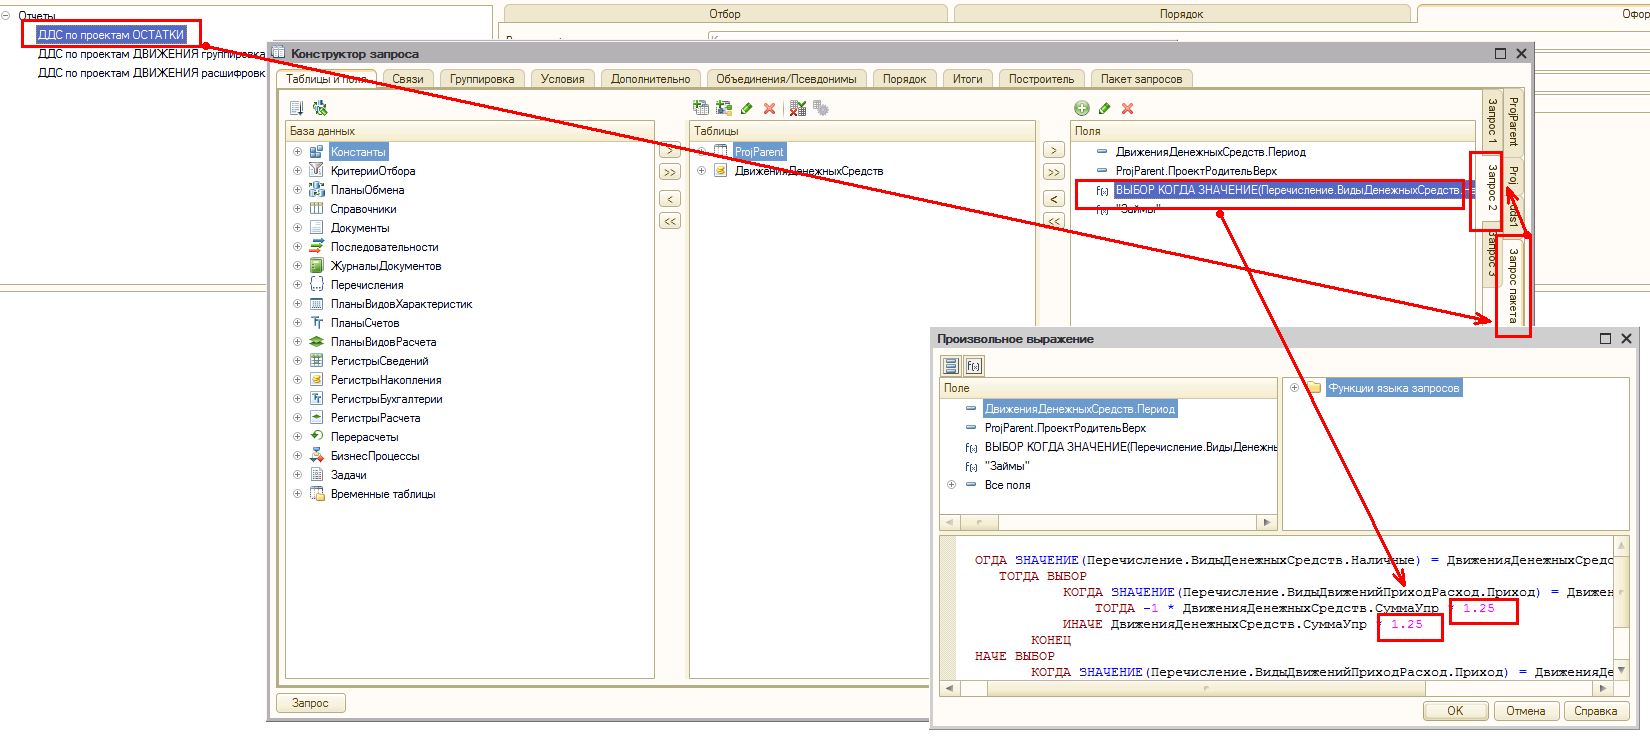 Отчеты
ДДС по проектам ОСТАТКИ
ДДС по проектам ДВИЖЕНИЯ группировка
ДДС по проектам ДВИЖЕНИЯ расшифровк
Отбор
Порядок
Офор
Конструктор запроса
Таблицы и поля
Связи
Группировка
Условия
Дополнительно
Объединения/Псевдонимы
Порядок
Итоги
Построитель
Пакет запросов
База данных
Константы
КритерииОтбора
ПланыОбмена
Справочники
Документы
Последовательности
ЖурналыДокументов
Перечисления
ПланыВидовХарактеристик
ПланыСчетов
ПланыВидовРасчета
РегистрыСведений
РегистрыНакопления
РегистрыБухгалтерии
РегистрыРасчета
Перерасчеты
БизнесПроцессы
Задачи
Временные таблицы
>
>>
<
<<
Таблицы
ProjParent
ДвиженияДенежныхСредств
>
>>
<
<<
Поля
ДвиженияДенежныхСредств.Период
ProjParent.ПроектРодительВерх
ВЫБОР КОГДА ЗНАЧЕНИЕ(Перечисление.ВидыДенежныхСредств.
"Займы"
Запрос 1
Запрос 2
Запрос 3
ProjParent
Proj
Запрос пакета
Запрос
Произвольное выражение
Поле
ДвиженияДенежныхСредств.Период
ProjParent.ПроектРодительВерх
ВЫБОР КОГДА ЗНАЧЕНИЕ(Перечисление.ВидыДенежны
"Займы"
Все поля
Функции языка запросов
ОГДА ЗНАЧЕНИЕ(Перечисление.ВидыДенежныхСредств.Наличные) = ДвиженияДенежныхСредс
ТОГДА ВЫБОР
КОГДА ЗНАЧЕНИЕ(Перечисление.ВидыДвиженийПриходРасход.Приход) = Движен
ТОГДА -1 * ДвиженияДенежныхСредств.СуммаУпр * 1.25
ИНАЧЕ ДвиженияДенежныхСредств.СуммаУпр * 1.25
КОНЕЦ
НАЧЕ ВЫБОР
КОГДА ЗНАЧЕНИЕ(Перечисление.ВидыДвиженийПриходРасход.Приход) = ДвиженияДе
OK
Отмена
Справка